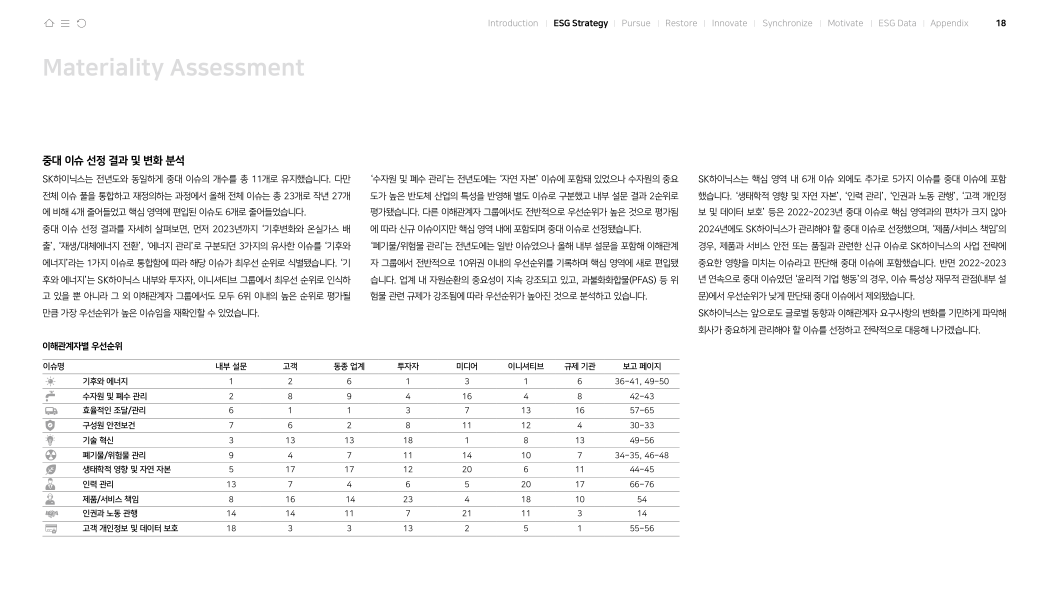 Introduction | ESG Strategy | Pursue | Restore | Innovate | Synchronize | Motivate | ESG Data | Appendix 18
Materiality Assessment
중대 이슈 선정 결과 및 변화 분석
SK하이닉스는 전년도와 동일하게 중대 이슈의 개수를 총 11개로 유지했습니다. 다만
전체 이슈 풀을 통합하고 재정의하는 과정에서 올해 전체 이슈는 총 23개로 작년 27개
에 비해 4개 줄어들었고 핵심 영역에 편입된 이슈도 6개로 줄어들었습니다.
중대 이슈 선정 결과를 자세히 살펴보면, 먼저 2023년까지 ‘기후변화와 온실가스 배
출’, ‘재생/대체에너지 전환’, ‘에너지 관리’로 구분되던 3가지의 유사한 이슈를 ‘기후와
에너지’라는 1가지 이슈로 통합함에 따라 해당 이슈가 최우선 순위로 식별됐습니다. ‘기
후와 에너지’는 SK하이닉스 내부와 투자자, 이니셔티브 그룹에서 최우선 순위로 인식하
고 있을 뿐 아니라 그 외 이해관계자 그룹에서도 모두 6위 이내의 높은 순위로 평가될
만큼 가장 우선순위가 높은 이슈임을 재확인할 수 있었습니다.
‘수자원 및 폐수 관리’는 전년도에는 ‘자연 자본’ 이슈에 포함돼 있었으나 수자원의 중요
도가 높은 반도체 산업의 특성을 반영해 별도 이슈로 구분했고 내부 설문 결과 2순위로
평가됐습니다. 다른 이해관계자 그룹에서도 전반적으로 우선순위가 높은 것으로 평가됨
에 따라 신규 이슈이지만 핵심 영역 내에 포함되며 중대 이슈로 선정됐습니다.
‘폐기물/위험물 관리’는 전년도에는 일반 이슈였으나 올해 내부 설문을 포함해 이해관계
자 그룹에서 전반적으로 10위권 이내의 우선순위를 기록하며 핵심 영역에 새로 편입됐
습니다. 업계 내 자원순환의 중요성이 지속 강조되고 있고, 과불화화합물(PFAS) 등 위
험물 관련 규제가 강조됨에 따라 우선순위가 높아진 것으로 분석하고 있습니다.
SK하이닉스는 핵심 영역 내 6개 이슈 외에도 추가로 5가지 이슈를 중대 이슈에 포함
했습니다. ‘생태학적 영향 및 자연 자본’, ‘인력 관리’, ‘인권과 노동 관행’, ‘고객 개인정
보 및 데이터 보호’ 등은 2022~2023년 중대 이슈로 핵심 영역과의 편차가 크지 않아
2024년에도 SK하이닉스가 관리해야 할 중대 이슈로 선정했으며, ‘제품/서비스 책임’의
경우, 제품과 서비스 안전 또는 품질과 관련한 신규 이슈로 SK하이닉스의 사업 전략에
중요한 영향을 미치는 이슈라고 판단해 중대 이슈에 포함했습니다. 반면 2022~2023
년 연속으로 중대 이슈였던 ‘윤리적 기업 행동’의 경우, 이슈 특성상 재무적 관점(내부 설
문)에서 우선순위가 낮게 판단돼 중대 이슈에서 제외됐습니다.
SK하이닉스는 앞으로도 글로벌 동향과 이해관계자 요구사항의 변화를 기민하게 파악해
회사가 중요하게 관리해야 할 이슈를 선정하고 전략적으로 대응해 나가겠습니다.
이해관계자별 우선순위
이슈명 내부 설문 고객 동종 업계 투자자 미디어 이니셔티브 규제 기관 보고 페이지
기후와 에너지 1 2 6 1 3 1 6 36-41, 49-50
수자원 및 폐수 관리 2 8 9 4 16 4 8 42-43
효율적인 조달/관리 6 1 1 3 7 13 16 57-65
구성원 안전보건 7 6 2 8 11 12 4 30-33
기술 혁신 3 13 13 18 1 8 13 49-56
폐기물/위험물 관리 9 4 7 11 14 10 7 34-35, 46-48
생태학적 영향 및 자연 자본 5 17 17 12 20 6 11 44-45
인력 관리 13 7 4 6 5 20 17 66-76
제품/서비스 책임 8 16 14 23 4 18 10 54
인권과 노동 관행 14 14 11 7 21 11 3 14
고객 개인정보 및 데이터 보호 18 3 3 13 2 5 1 55-56